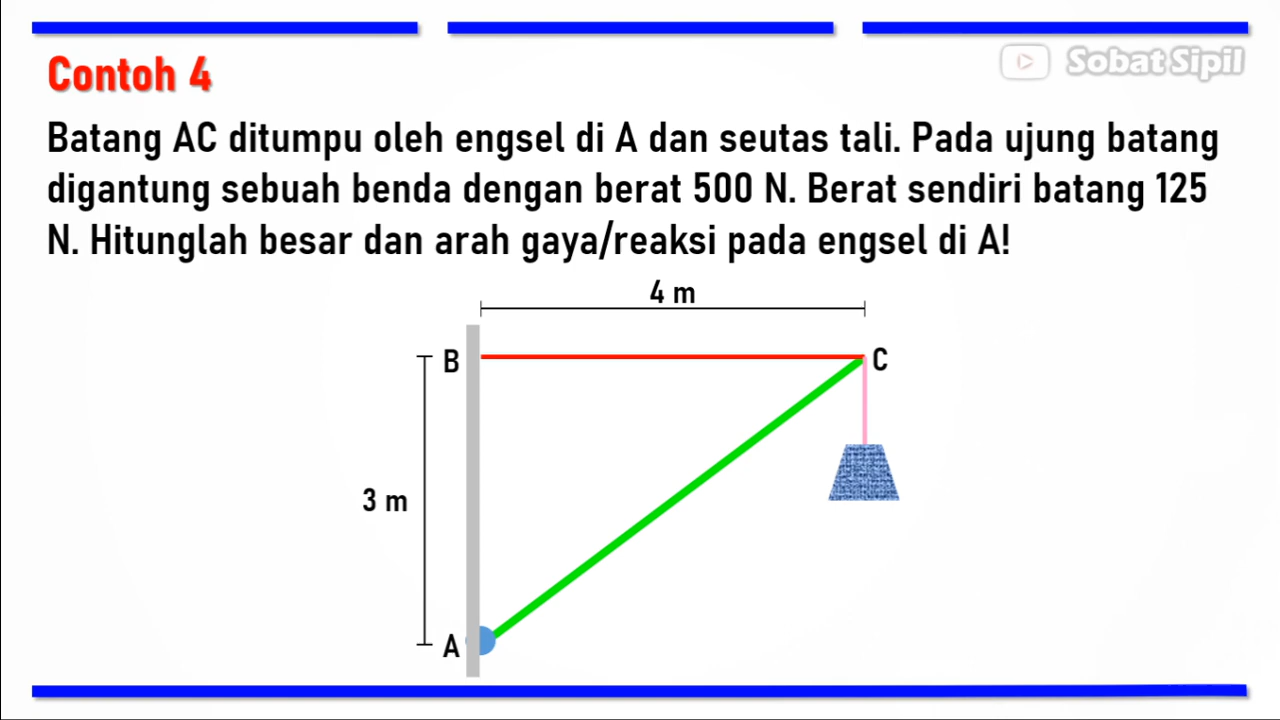 Contoh 4
Sobat Sipil
Batang AC ditumpu oleh engsel di A dan seutas tali. Pada ujung batang
digantung sebuah benda dengan berat 500 N. Berat sendiri batang 125
N. Hitunglah besar dan arah gaya/reaksi pada engsel di A!
4 m
B
C
3 m
A